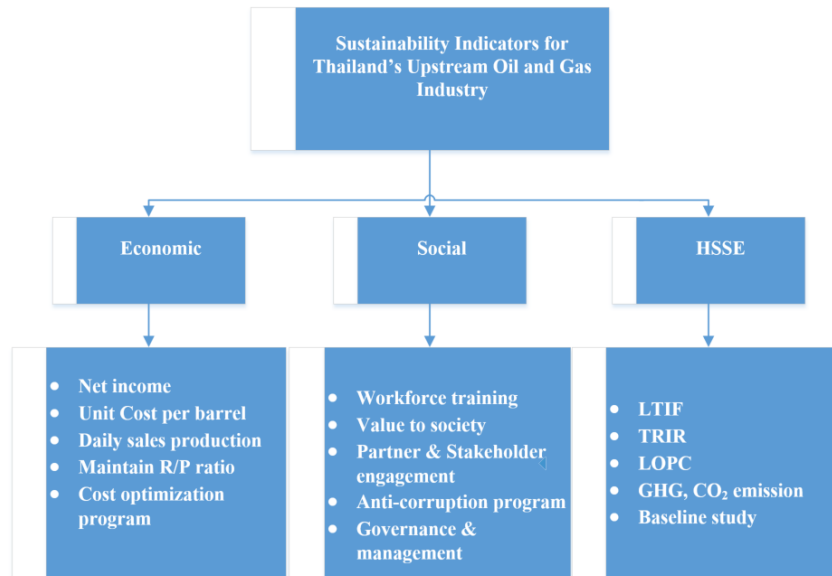 Sustainability Indicators for
Thailand's Upstream Oil and Gas
Industry
Economic
Social
HSSE
• Net income
• Unit Cost per barrel
• Daily sales production
• Maintain R/P ratio
• Cost optimization
program
• Workforce training
• Value to society
• Partner & Stakeholder
engagement
• Anti-corruption program
• Governance &
management
• LTIF
• TRIR
• LOPC
• GHG, CO₂ emission
• Baseline study